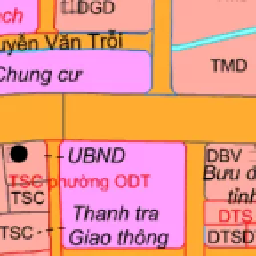 DGD
ạch
uyễn Văn Trỗi
TMD
Chung cư
UBND
DBV
TSC phường ODT
Bưu đ
TSC
tỉnh
Thanh tra
DTS
TSC
Giao thông
DTSD